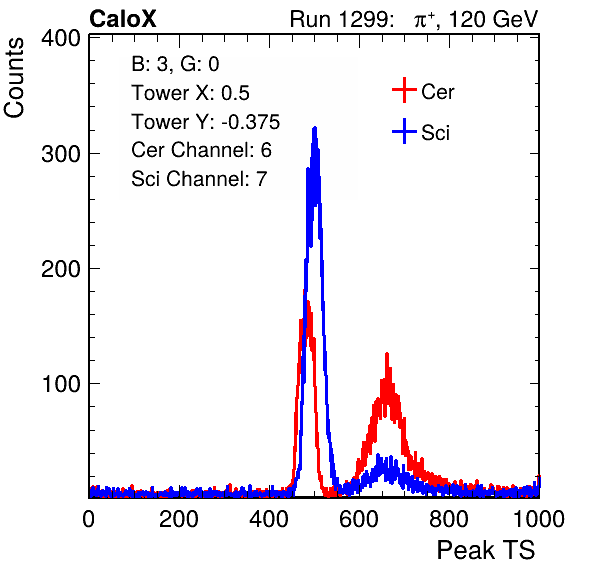 CaloX Run 1299: π⁺, 120 GeV
Counts
400
300
200
100
B: 3, G: 0
Tower X: 0.5
Tower Y: -0.375
Cer Channel: 6
Sci Channel: 7
Cer
Sci
0 200 400 600 800 1000
Peak TS